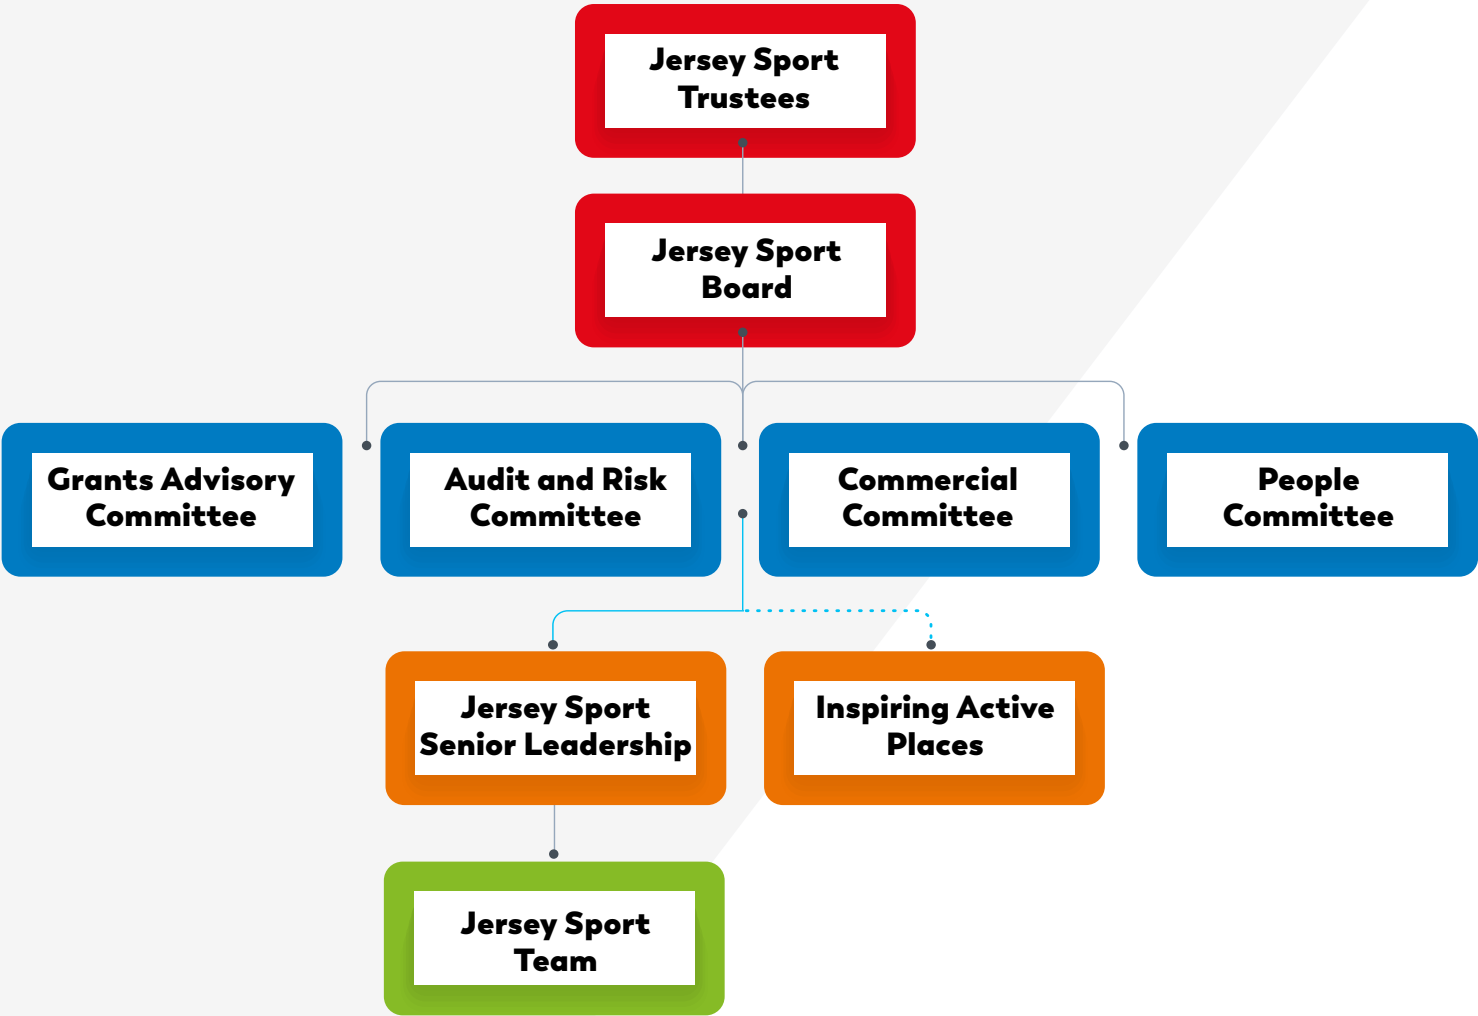 Jersey Sport
Trustees
Jersey Sport
Board
Grants Advisory
Committee
Audit and Risk
Committee
Commercial
Committee
People
Committee
Jersey Sport
Senior Leadership
Inspiring Active
Places
Jersey Sport
Team